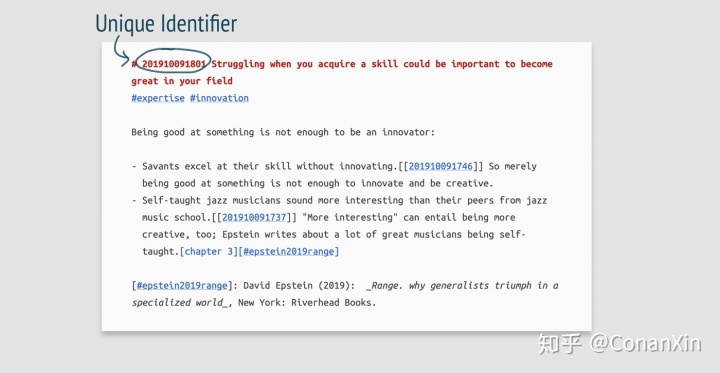 Unique Identifier
# 201910091801 Struggling when you acquire a skill could be important to become
great in your field
#expertise #innovation
Being good at something is not enough to be an innovator:
- Savants excel at their skill without innovating.[[201910091746]] So merely
being good at something is not enough to innovate and be creative.
- Self-taught jazz musicians sound more interesting than their peers from jazz
music school.[[201910091737]] "More interesting" can entail being more
creative, too; Epstein writes about a lot of great musicians being self-
taught.[chapter 3][#epstein2019range]
[#epstein2019range]: David Epstein (2019): _Range. why generalists triumph in a
specialized world_, New York: Riverhead Books.
知乎 @ConanXin